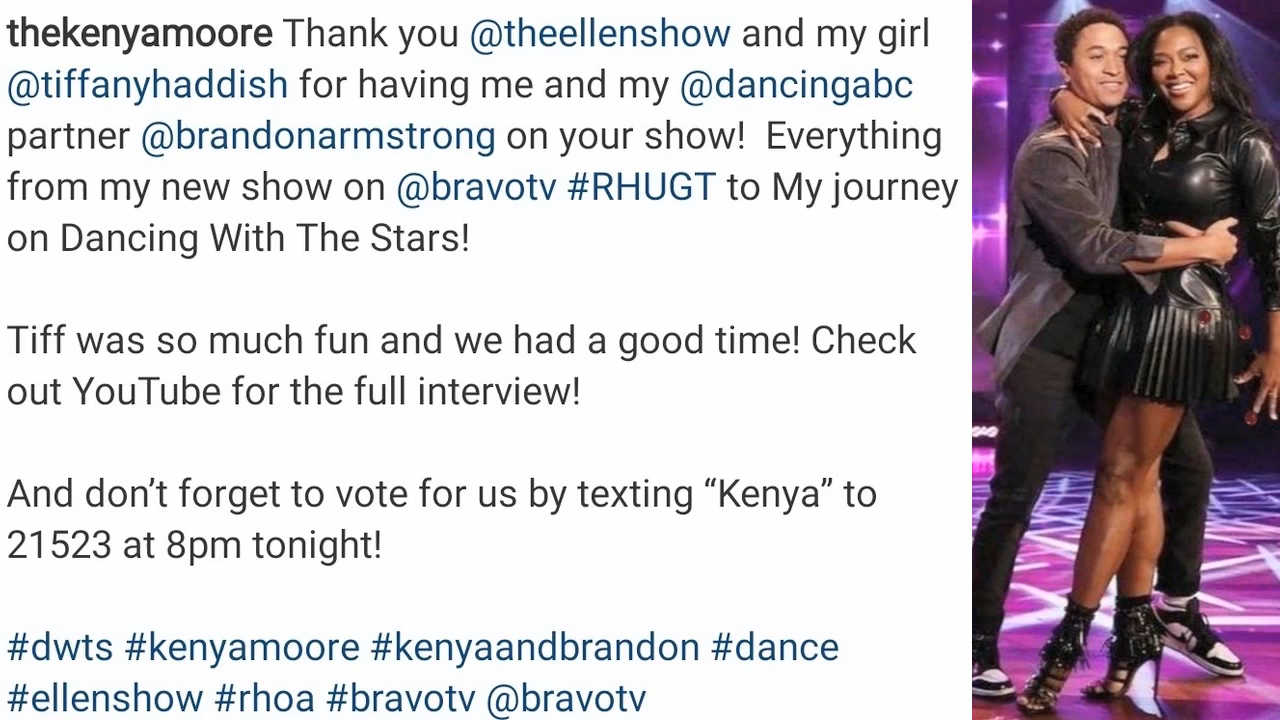 thekenyamoore Thank you @theellenshow and my girl
@tiffanyhaddish for having me and my @dancingabc
partner @brandonarmstrong on your show!  Everything
from my new show on @bravotv #RHUGT to My journey
on Dancing With The Stars!
Tiff was so much fun and we had a good time! Check
out YouTube for the full interview!
And don’t forget to vote for us by texting “Kenya” to
21523 at 8pm tonight!
#dwts #kenyamoore #kenyaandbrandon #dance
#ellenshow #rhoa #bravotv @bravotv